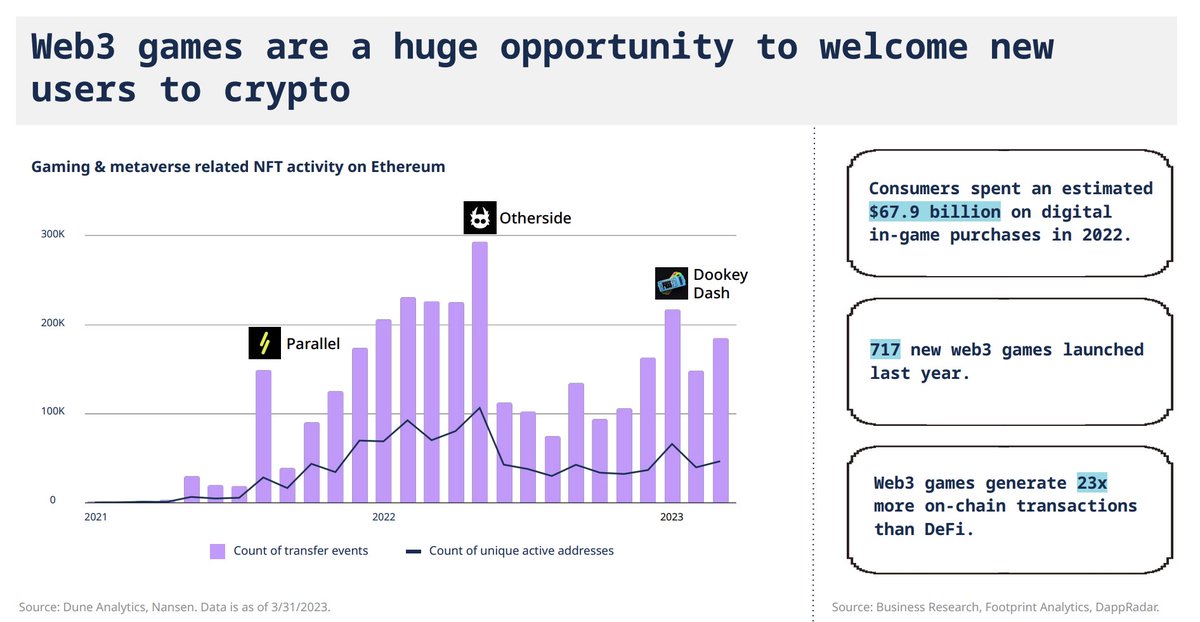 Web3 games are a huge opportunity to welcome new
users to crypto
Gaming & metaverse related NFT activity on Ethereum
300K
200K
100K
0
2021
2022
2023
Parallel
Otherside
Dookey
Dash
Count of transfer events
Count of unique active addresses
Source: Dune Analytics, Nansen. Data is as of 3/31/2023.
Consumers spent an estimated
$67.9 billion on digital
in-game purchases in 2022.
717 new web3 games launched
last year.
Web3 games generate 23x
more on-chain transactions
than DeFi.
Source: Business Research, Footprint Analytics, DappRadar.